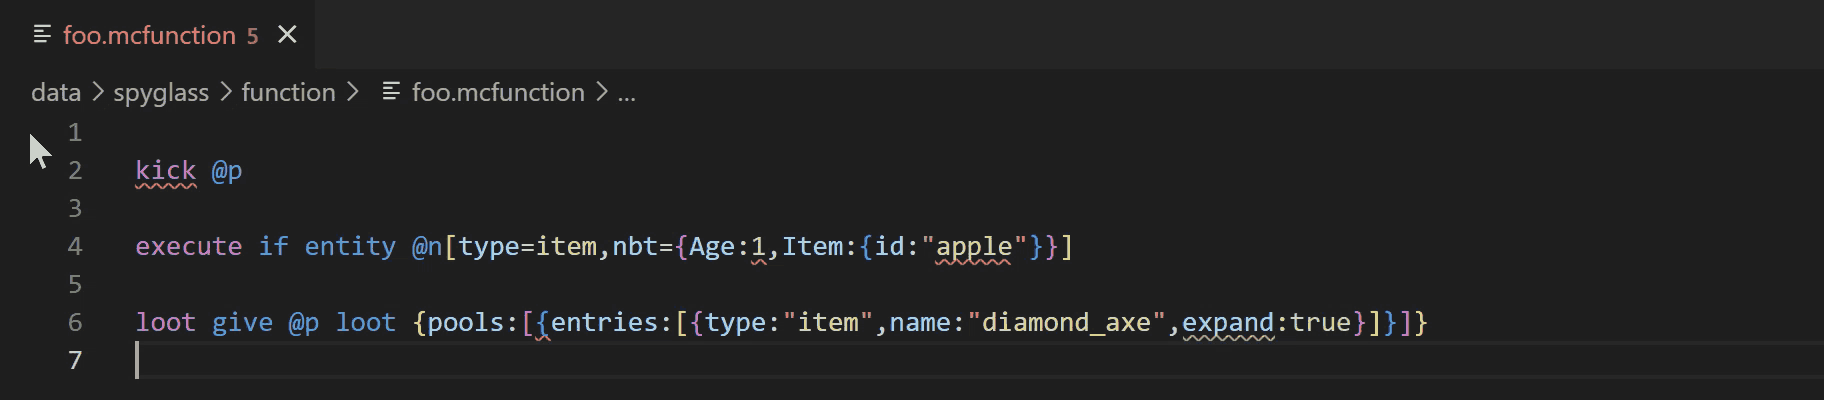 foo.mcfunction 5
data > spyglass > function > foo.mcfunction > ...
1
2 kick @p
3
4 execute if entity @n[type=item,nbt={Age:1,Item:{id:"apple"}}]
5
6 loot give @p loot {pools:[{entries:[{type:"item",name:"diamond_axe",expand:true}]}]}
7